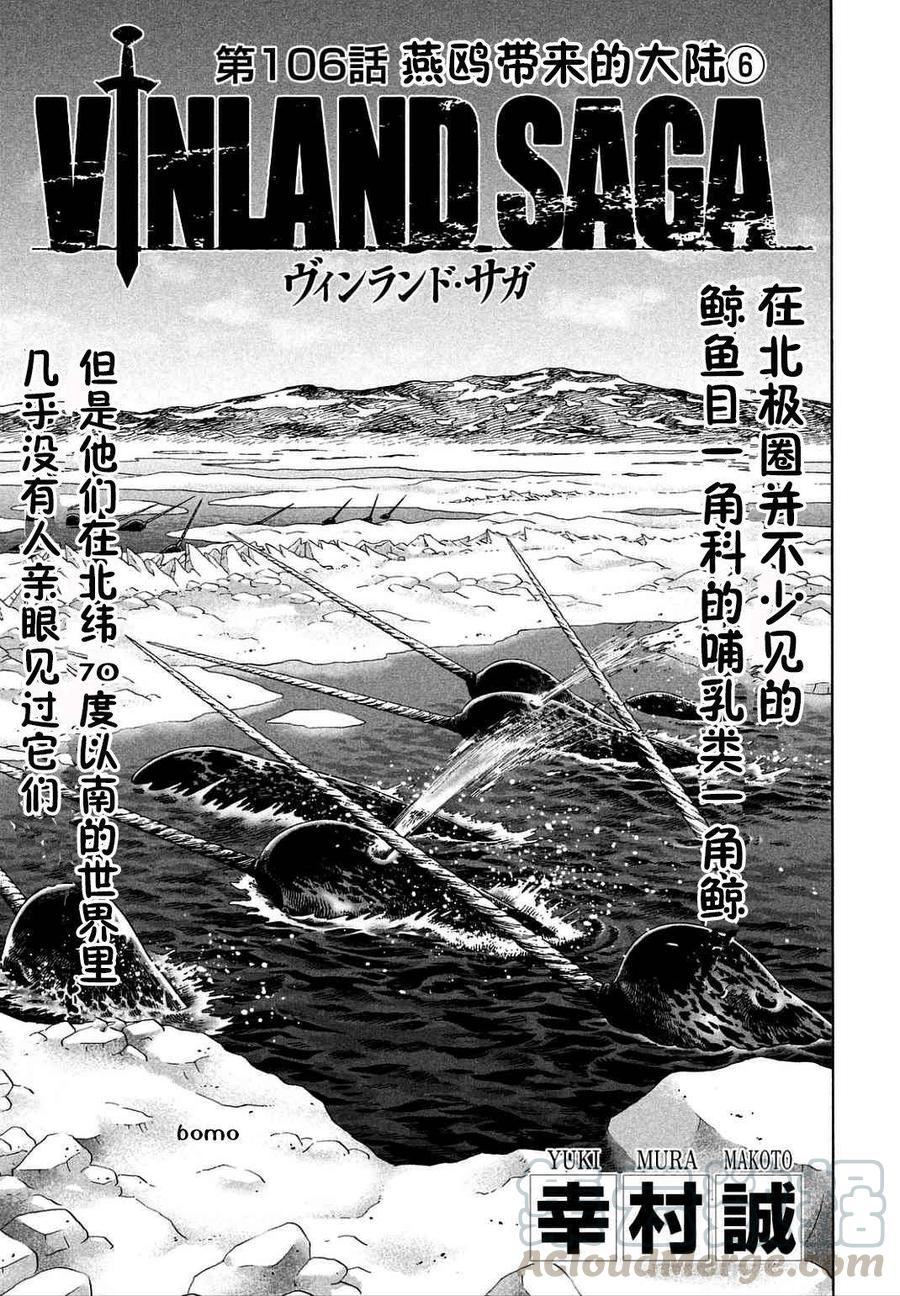 第106話 燕鸥带来的大陆⑥
VINLAND SAGA
ヴィンランド・サガ
在北极圈并不少见的
鲸鱼目一角科的哺乳类一角鲸
但是他们在北纬70度以南的世界里
几乎没有人亲眼见过它们
bomo
YUKI MURA MAKOTO
幸村誠
AcloudMerge.com